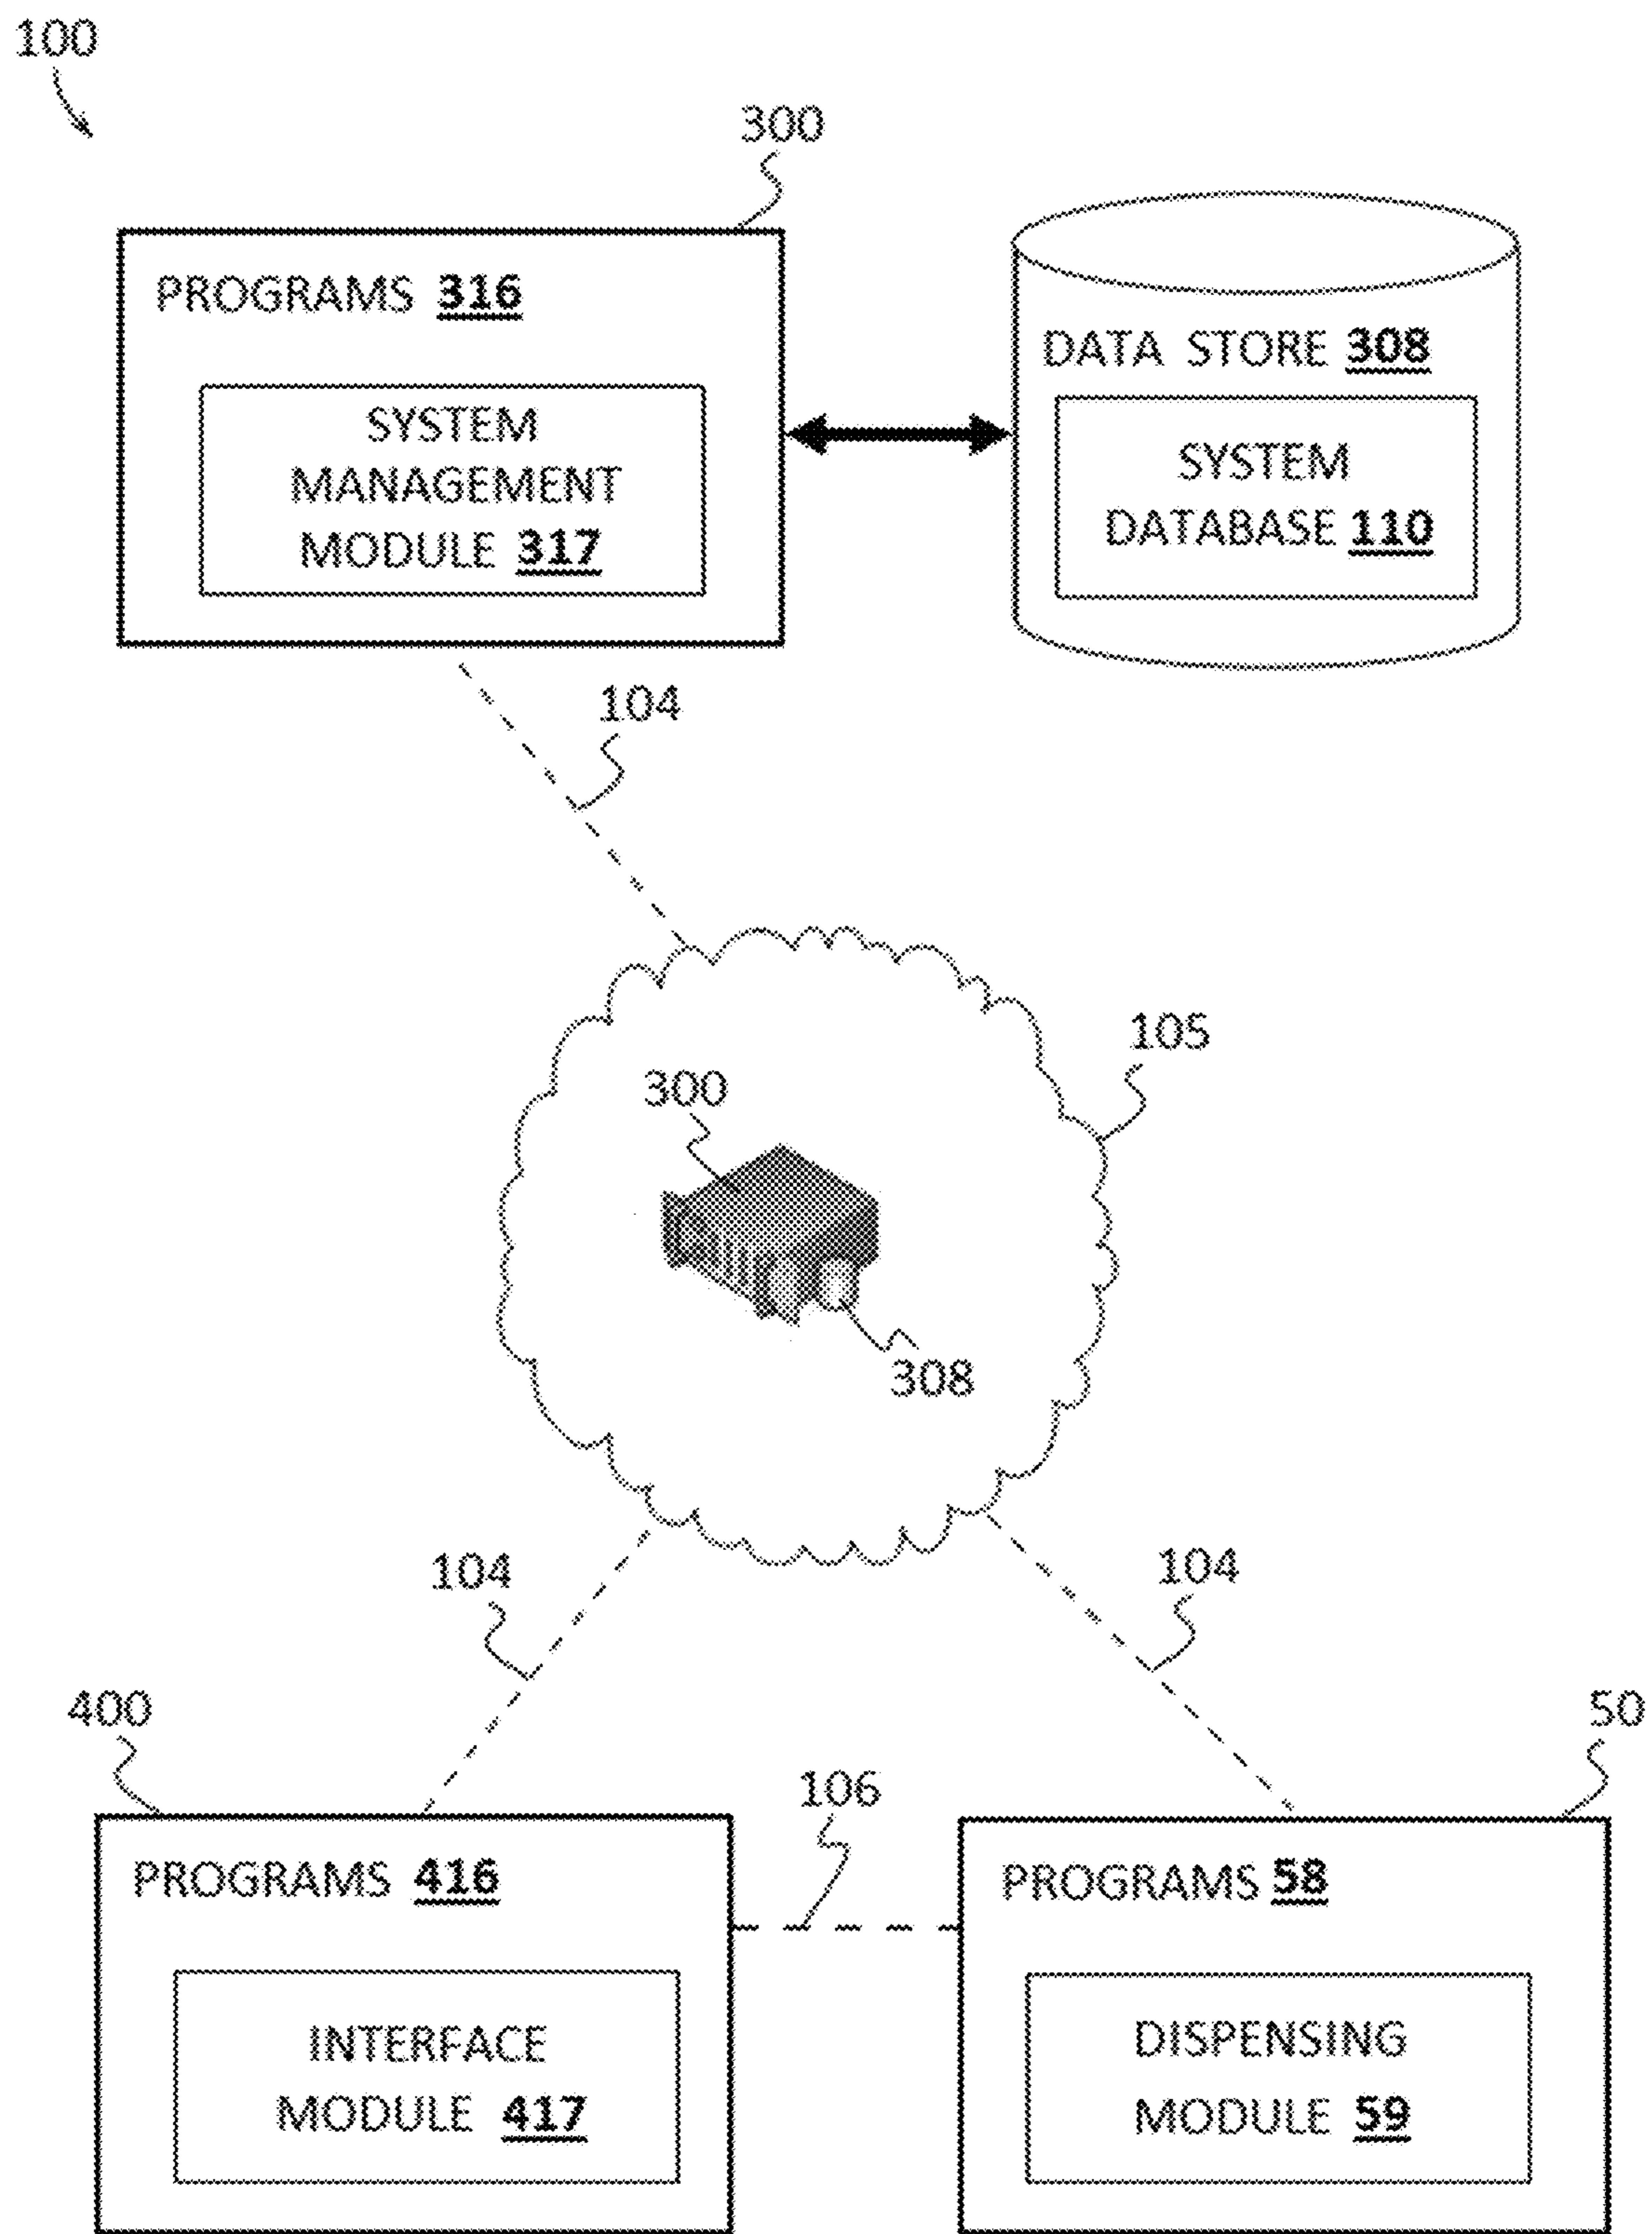 100
300
PROGRAMS 316
SYSTEM
MANAGEMENT
MODULE 317
DATA STORE 308
SYSTEM
DATABASE 110
104
105
300
308
104
104
400
50
106
PROGRAMS 416
INTERFACE
MODULE 417
PROGRAMS 58
DISPENSING
MODULE 59